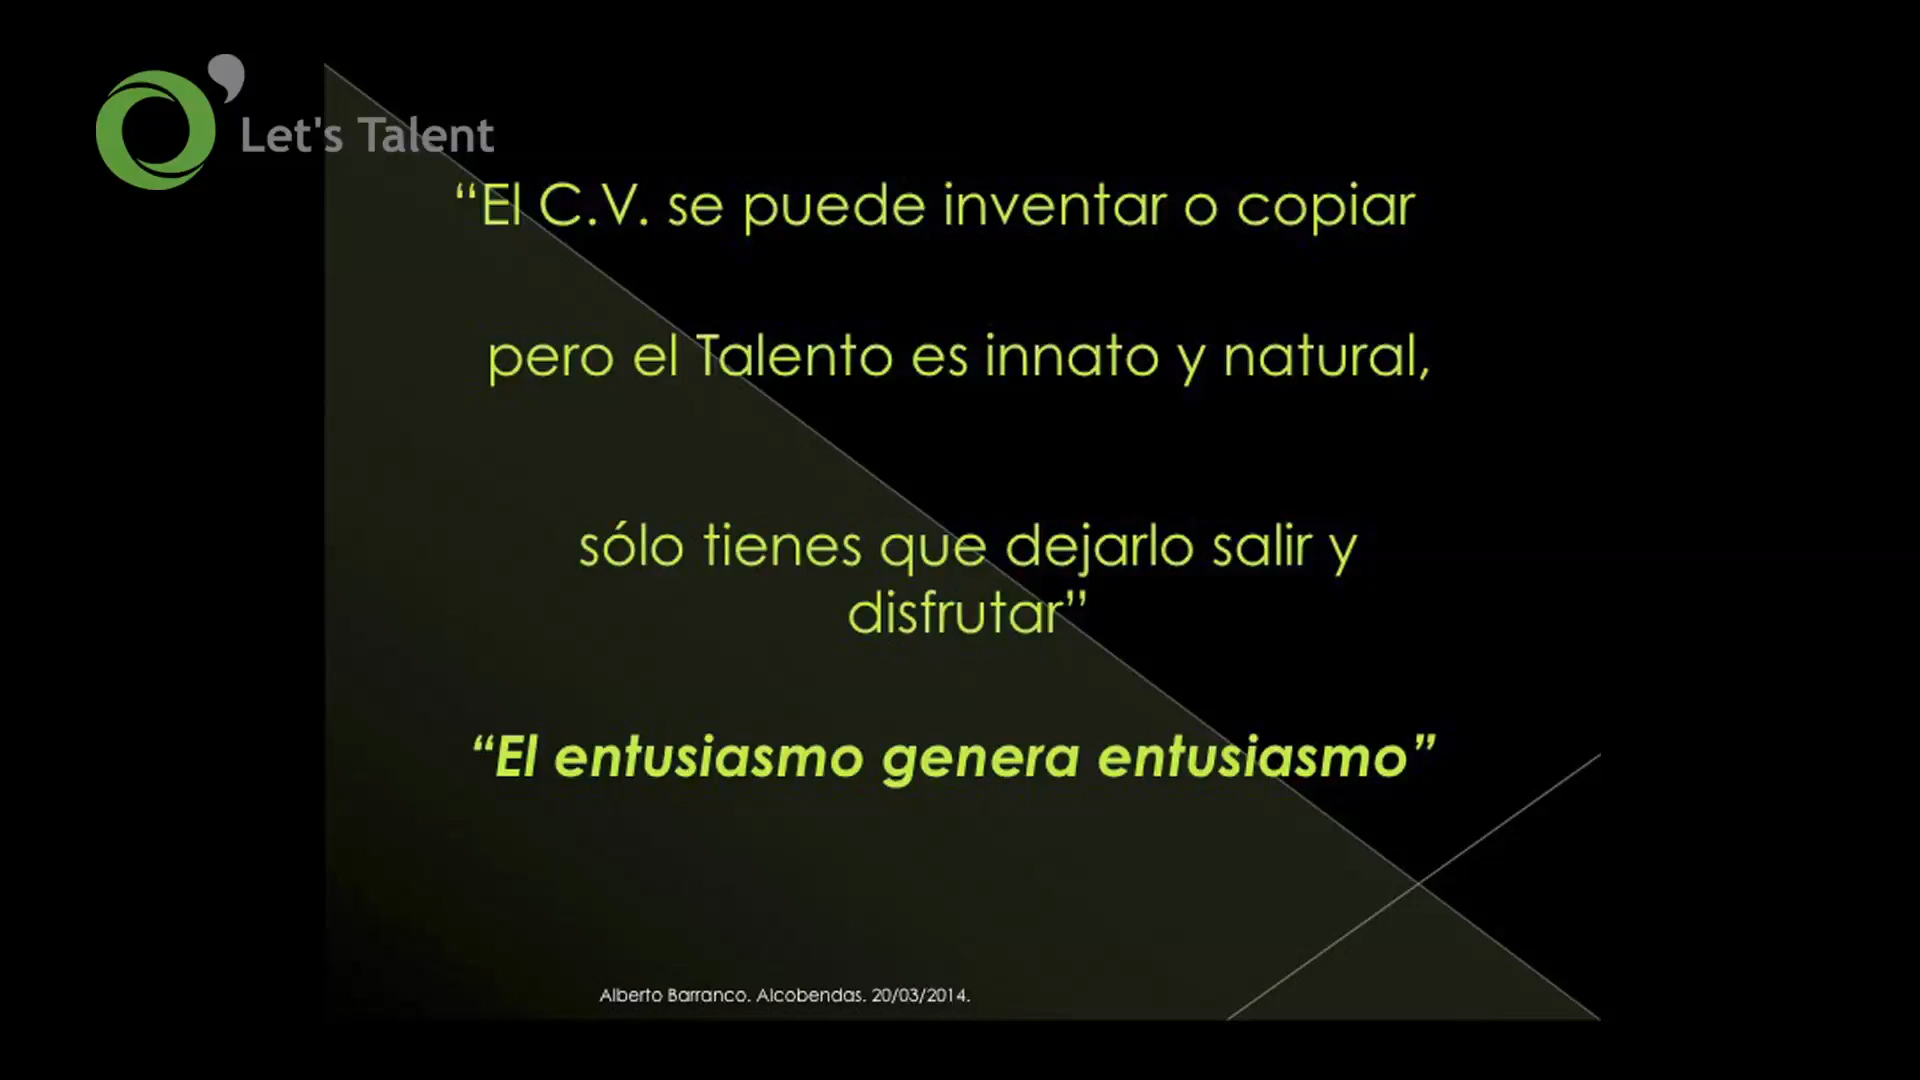 Let's Talent
“El C.V. se puede inventar o copiar
pero el Talento es innato y natural,
sólo tienes que dejarlo salir y
disfrutar”
“El entusiasmo genera entusiasmo”
Alberto Barranco. Alcobendas. 20/03/2014.